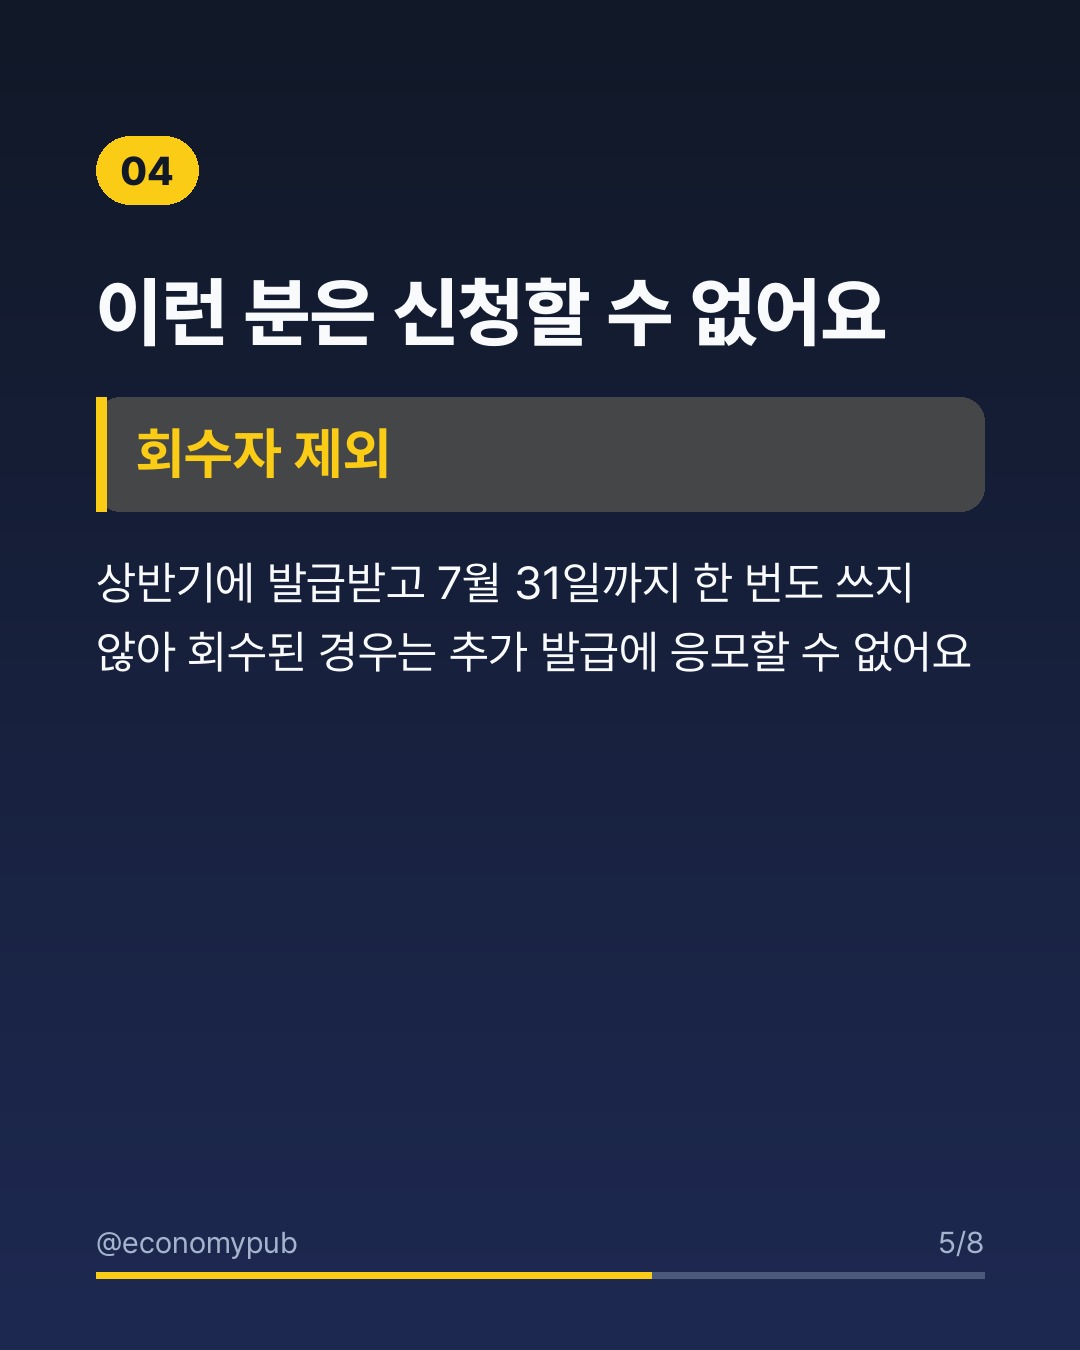 04
이런 분은 신청할 수 없어요
회수자 제외
상반기에 발급받고 7월 31일까지 한 번도 쓰지
않아 회수된 경우는 추가 발급에 응모할 수 없어요
@economypub
5/8